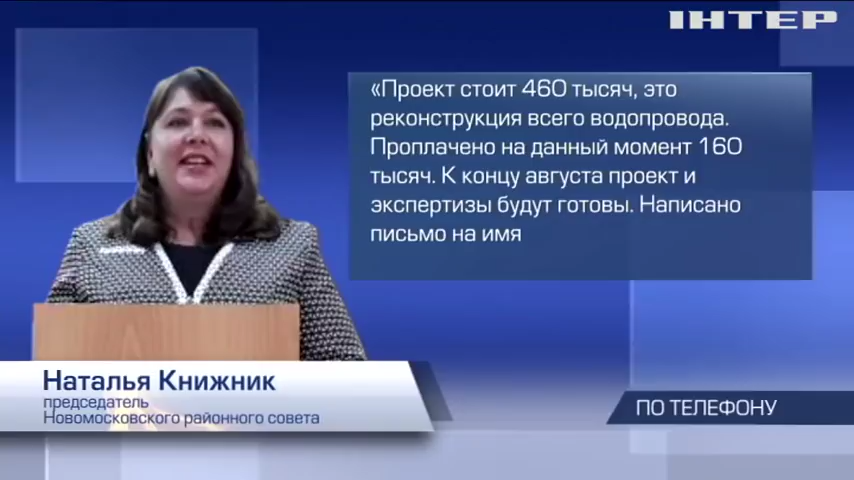 ІНТЕР
«Проект стоит 460 тысяч, это
реконструкция всего водопровода.
Проплачено на данный момент 160
тысяч. К концу августа проект и
экспертизы будут готовы. Написано
письмо на имя
Наталья Книжник
председатель
Новомосковского районного совета
ПО ТЕЛЕФОНУ